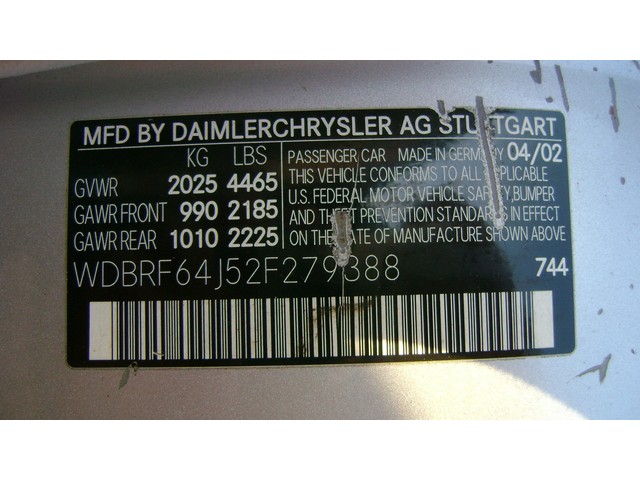 MFD BY DAIMLERCHRYSLER AG STUTTGART
KG LBS
GVWR 2025 4465
GAWR FRONT 990 2185
GAWR REAR 1010 2225
PASSENGER CAR MADE IN GERMANY 04/02
THIS VEHICLE CONFORMS TO ALL APPLICABLE
U.S. FEDERAL MOTOR VEHICLE SAFETY, BUMPER
AND THEFT PREVENTION STANDARDS IN EFFECT
ON THE DATE OF MANUFACTURE SHOWN ABOVE
WDBRF64J52F279388 744